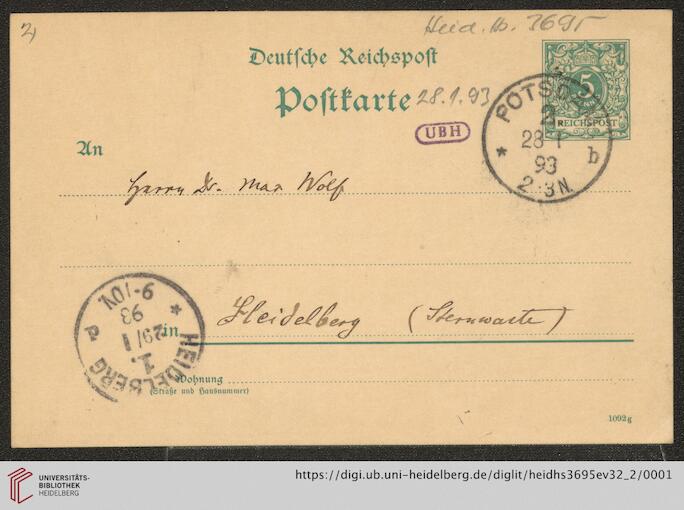 2)
Heid. Hs. 3695
Deutsche Reichspost
Postkarte
28.1.93
UBH
5
REICHSPOST
POTSDAM
2
28 1
93
2-3 N.
b
An
Herrn Dr. Max Wolf
in Heidelberg (Sternwarte)
HEIDELBERG
1.
29/1
93
9-10V.
Wohnung
(Straße und Hausnummer)
1092g
UNIVERSITÄTS-
BIBLIOTHEK
HEIDELBERG
https://digi.ub.uni-heidelberg.de/diglit/heidhs3695ev32_2/0001